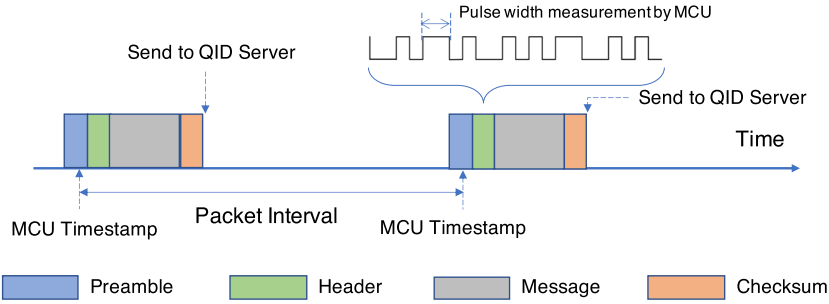 Pulse width measurement by MCU
Send to QID Server
Send to QID Server
Time
Packet Interval
MCU Timestamp
MCU Timestamp
Preamble
Header
Message
Checksum